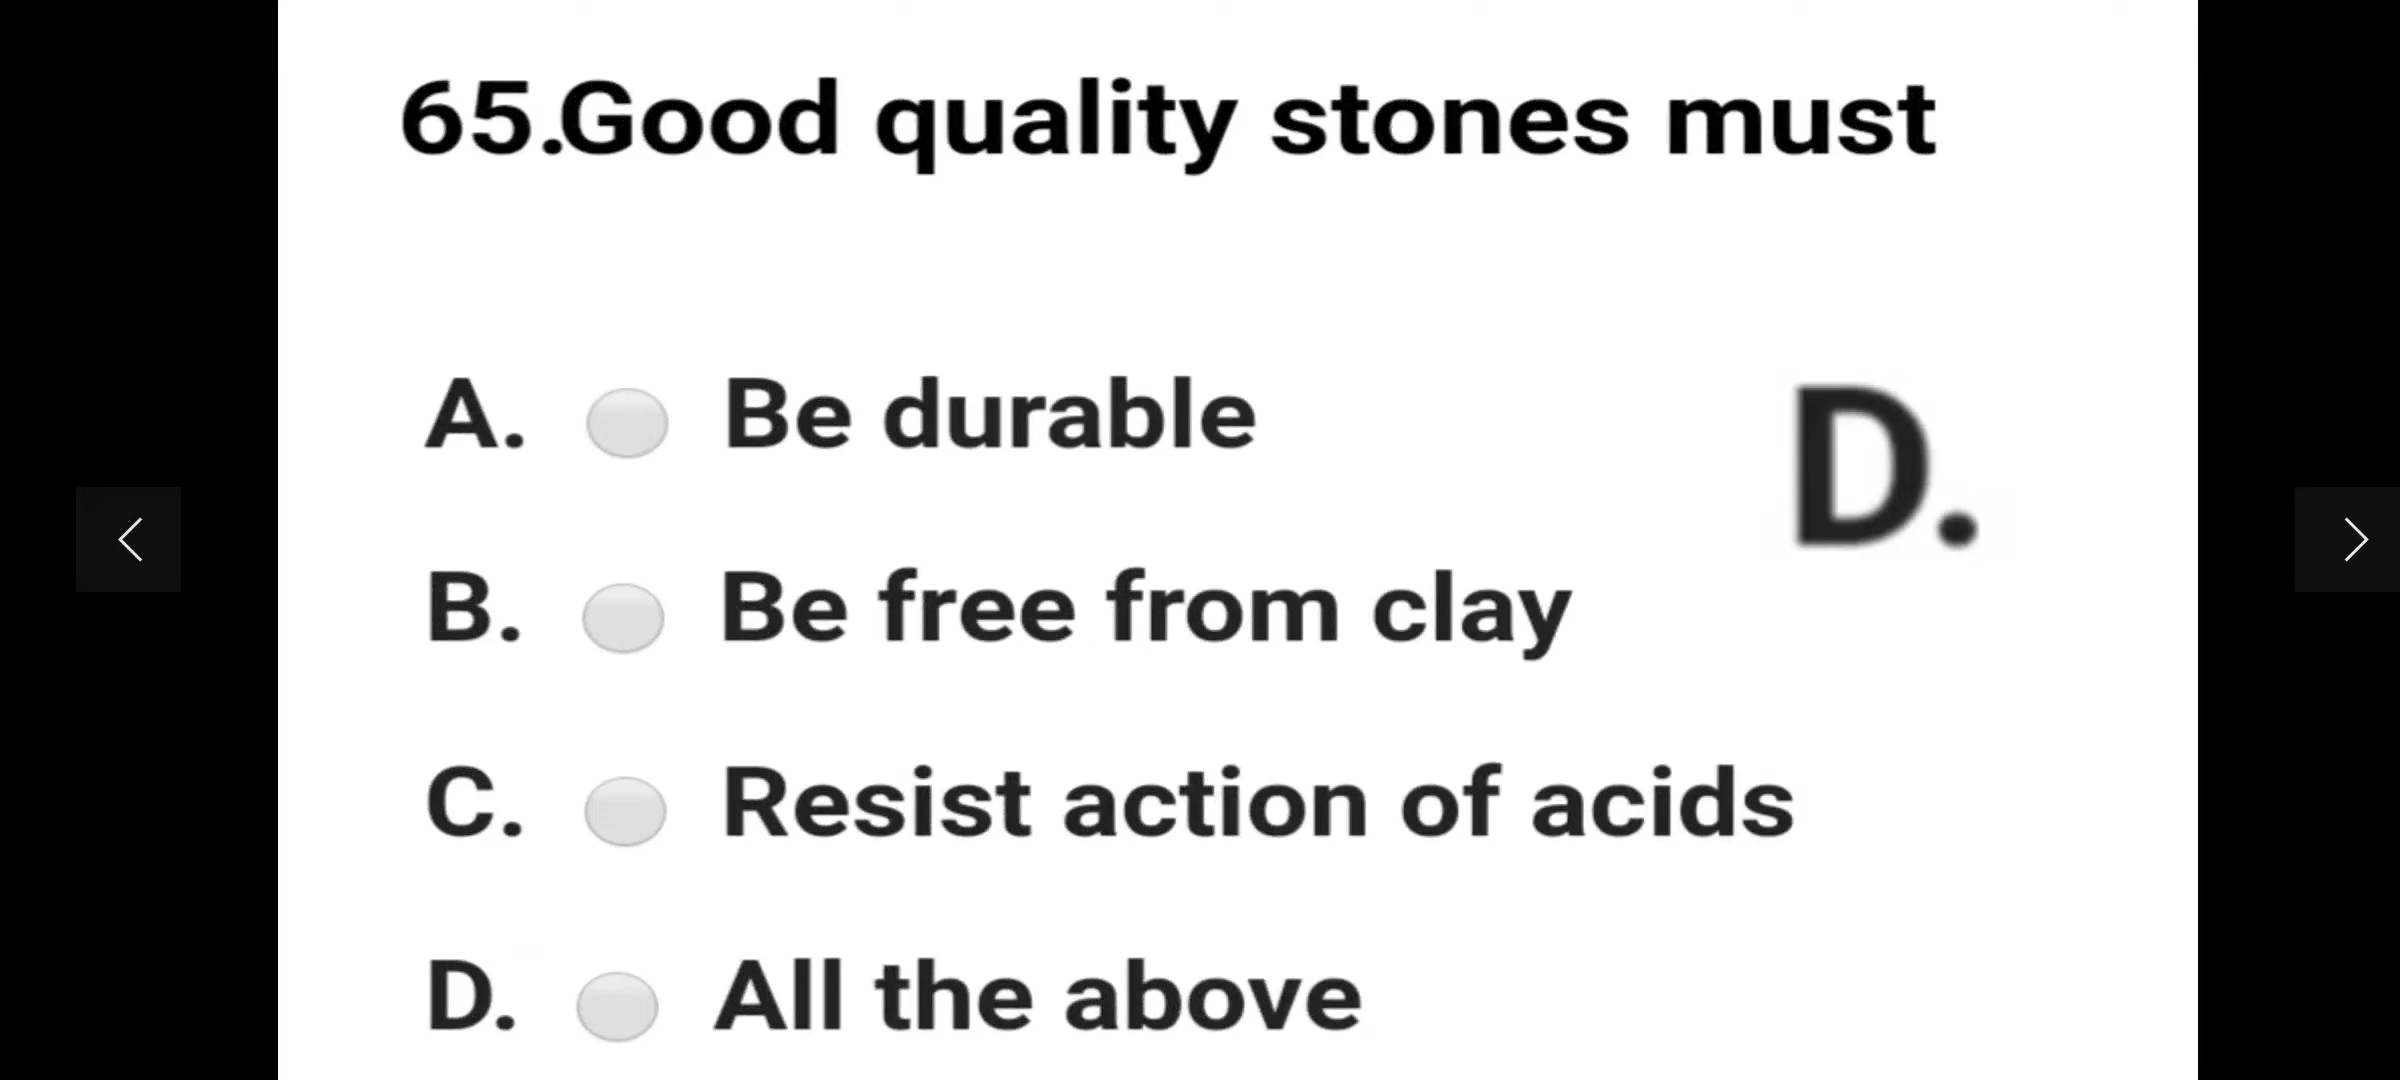 65.Good quality stones must
A. Be durable
D.
B. Be free from clay
C. Resist action of acids
D. All the above